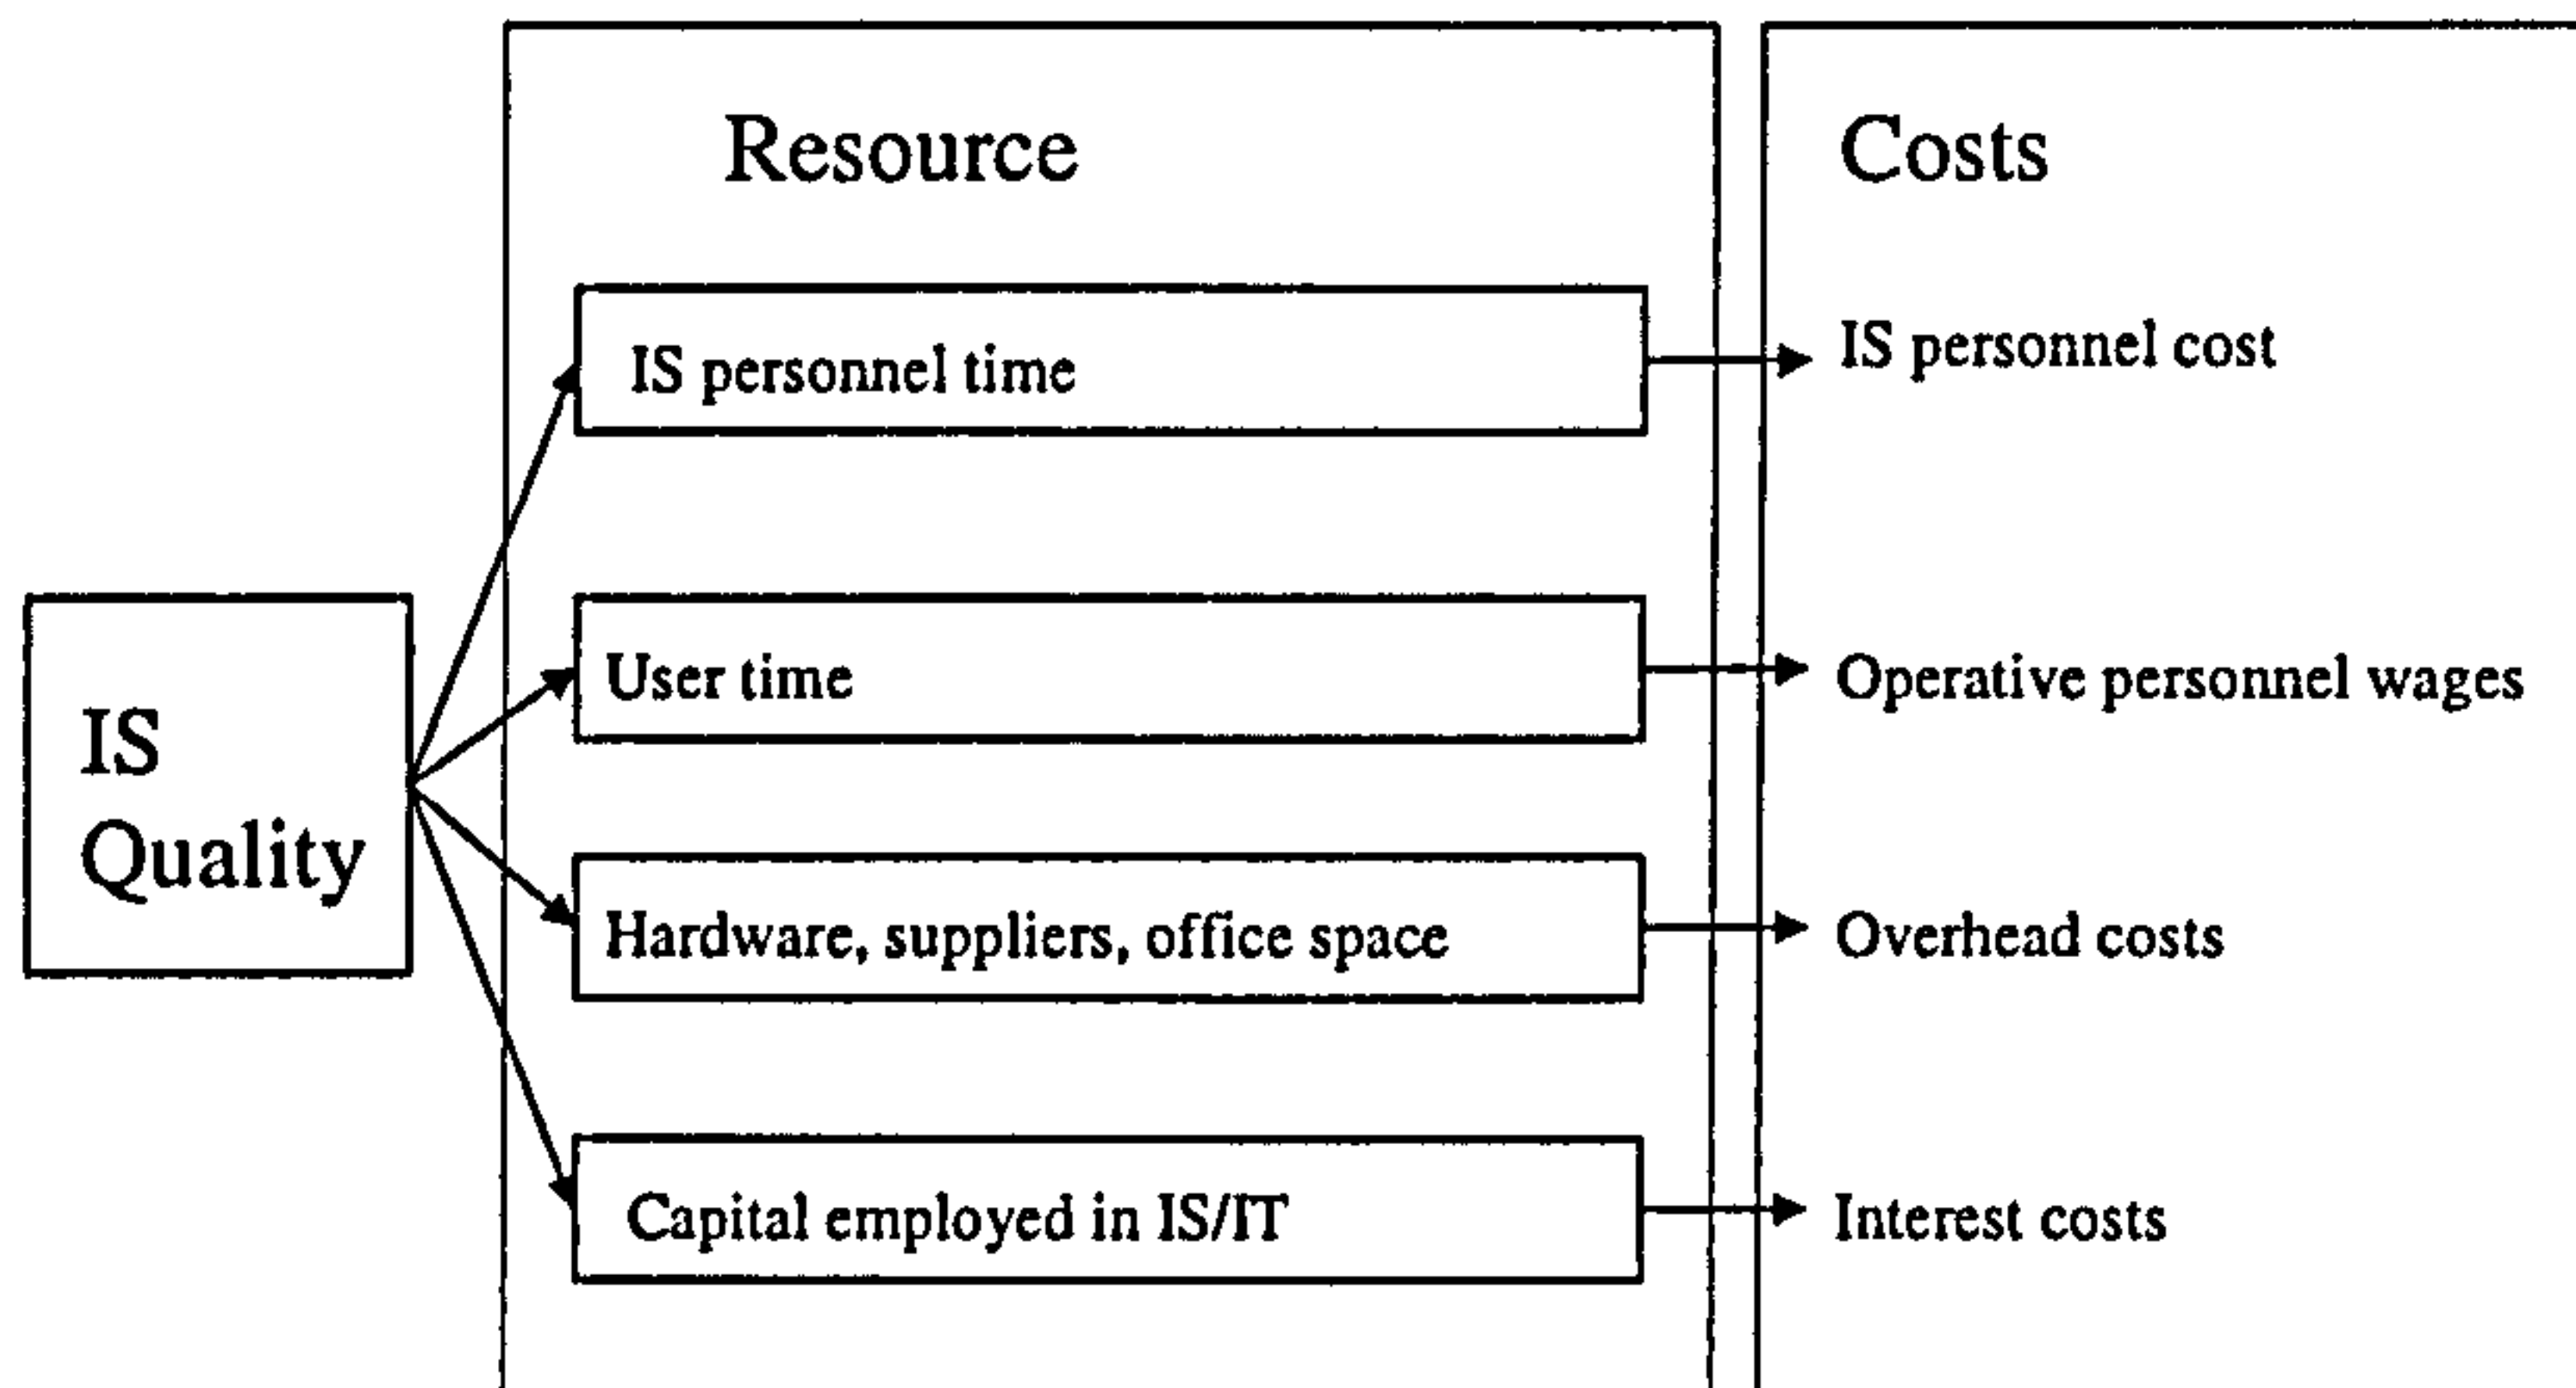 Resource
Costs
IS personnel time
IS personnel cost
IS
Quality
User time
Operative personnel wages
Hardware, suppliers, office space
Overhead costs
Capital employed in IS/IT
Interest costs